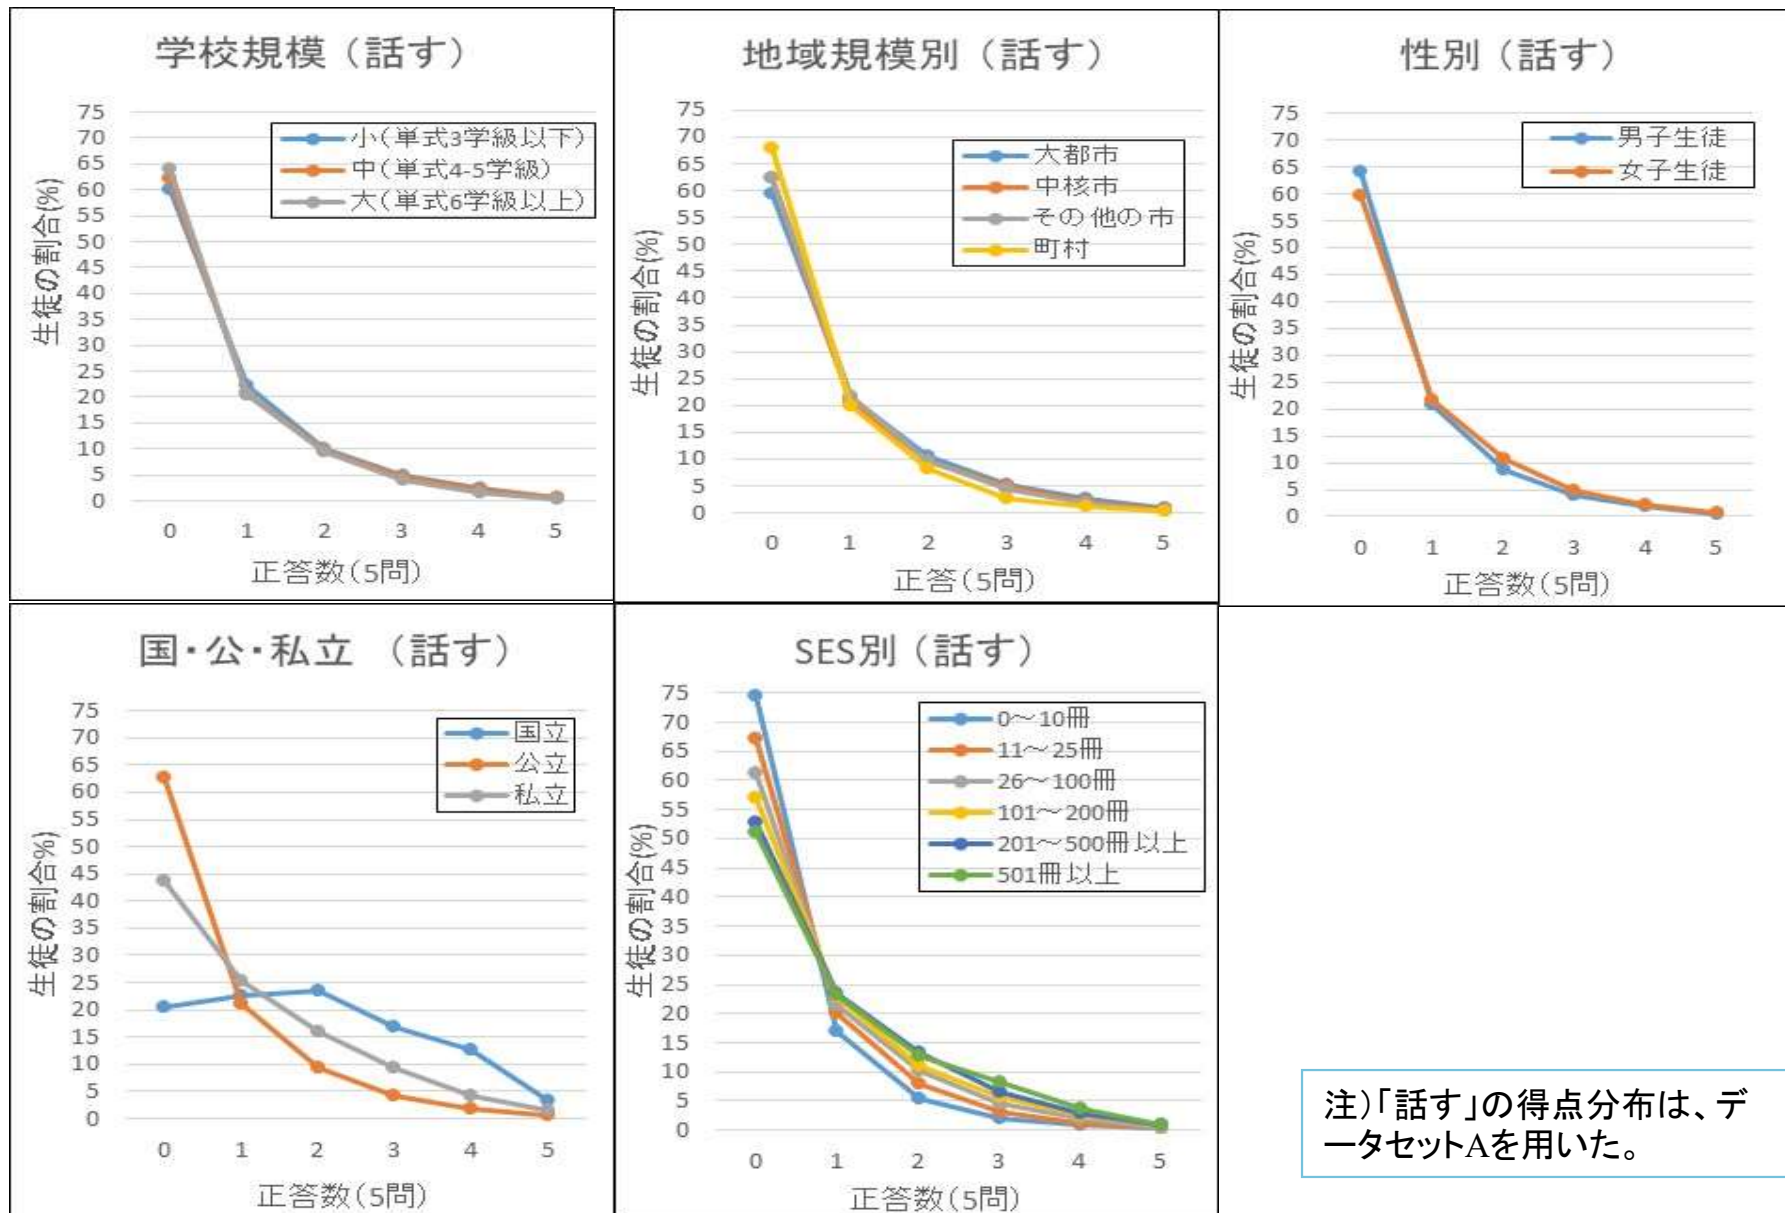 学校規模（話す）
生徒の割合(%)
75
70
65
60
55
50
45
40
35
30
25
20
15
10
5
0
小(単式3学級以下)
中(単式4-5学級)
大(単式6学級以上)
0 1 2 3 4 5
正答数(5問)
地域規模別（話す）
生徒の割合(%)
75
70
65
60
55
50
45
40
35
30
25
20
15
10
5
0
大都市
中核市
その他の市
町村
0 1 2 3 4 5
正答(5問)
性別（話す）
生徒の割合(%)
75
70
65
60
55
50
45
40
35
30
25
20
15
10
5
0
男子生徒
女子生徒
0 1 2 3 4 5
正答数(5問)
国・公・私立 （話す）
生徒の割合%)
75
70
65
60
55
50
45
40
35
30
25
20
15
10
5
0
国立
公立
私立
0 1 2 3 4 5
正答数(5問)
SES別（話す）
生徒の割合(%)
75
70
65
60
55
50
45
40
35
30
25
20
15
10
5
0
0～10冊
11～25冊
26～100冊
101～200冊
201～500冊以上
501冊以上
0 1 2 3 4 5
正答数(5問)
注)「話す」の得点分布は、デ
ータセットAを用いた。